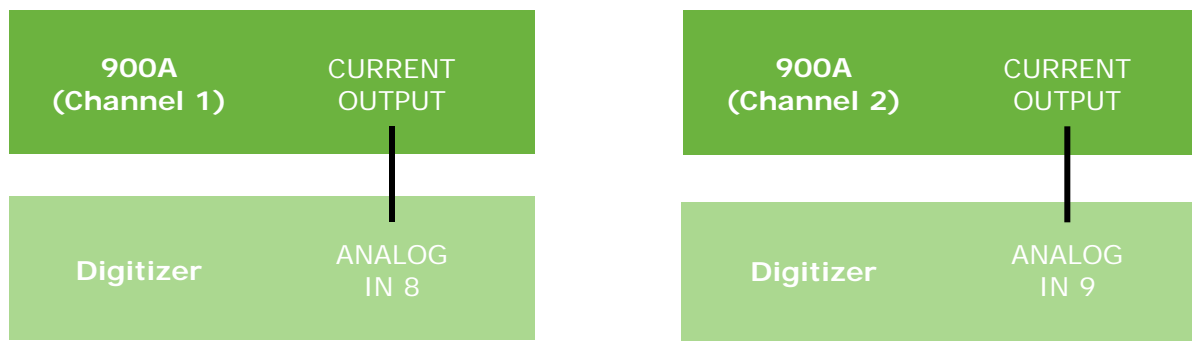 900A
(Channel 1)
CURRENT
OUTPUT
Digitizer
ANALOG
IN 8
900A
(Channel 2)
CURRENT
OUTPUT
Digitizer
ANALOG
IN 9